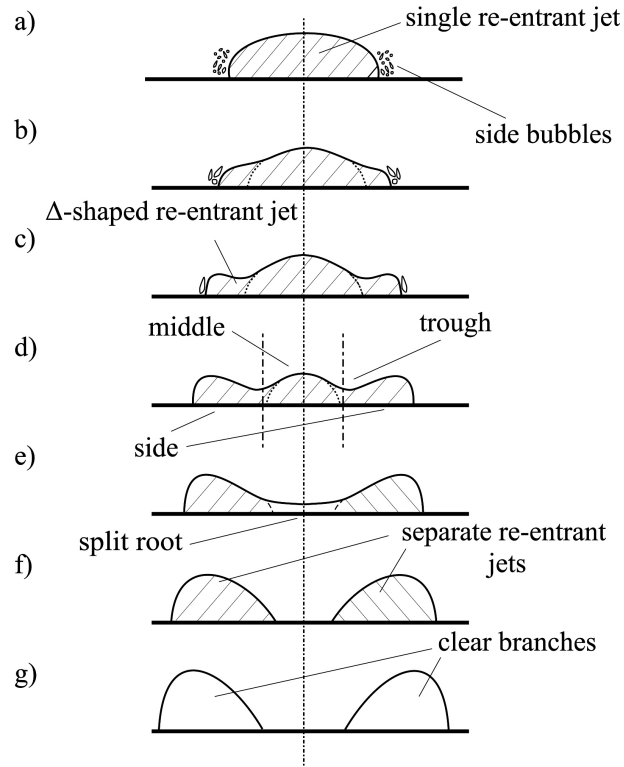 a)
single re-entrant jet
side bubbles
b)
Δ-shaped re-entrant jet
c)
middle
trough
d)
side
e)
split root
separate re-entrant
jets
f)
clear branches
g)